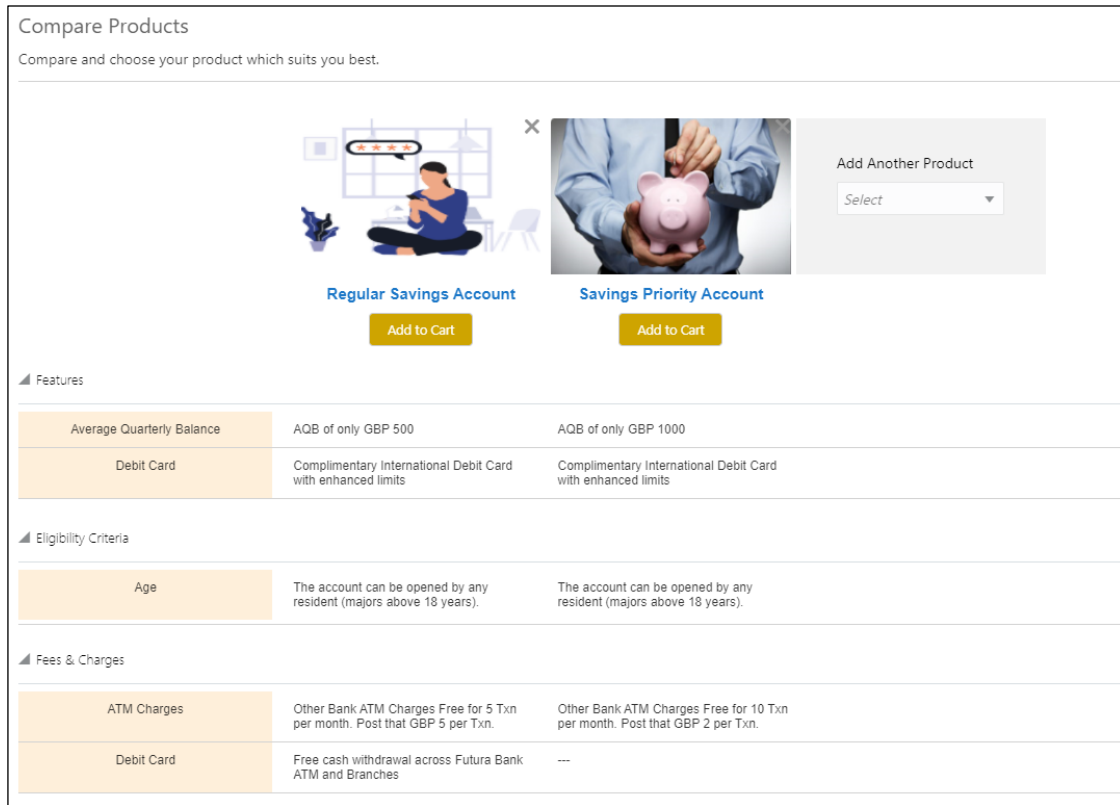 Compare Products
Compare and choose your product which suits you best.
Add Another Product
Select
Regular Savings Account
Savings Priority Account
Add to Cart
Add to Cart
Features
Average Quarterly Balance
AQB of only GBP 500
AQB of only GBP 1000
Debit Card
Complimentary International Debit Card
with enhanced limits
Complimentary International Debit Card
with enhanced limits
Eligibility Criteria
Age
The account can be opened by any
resident (majors above 18 years).
The account can be opened by any
resident (majors above 18 years).
Fees & Charges
ATM Charges
Other Bank ATM Charges Free for 5 Txn
per month. Post that GBP 5 per Txn.
Other Bank ATM Charges Free for 10 Txn
per month. Post that GBP 2 per Txn.
Debit Card
Free cash withdrawal across Futura Bank
ATM and Branches
---